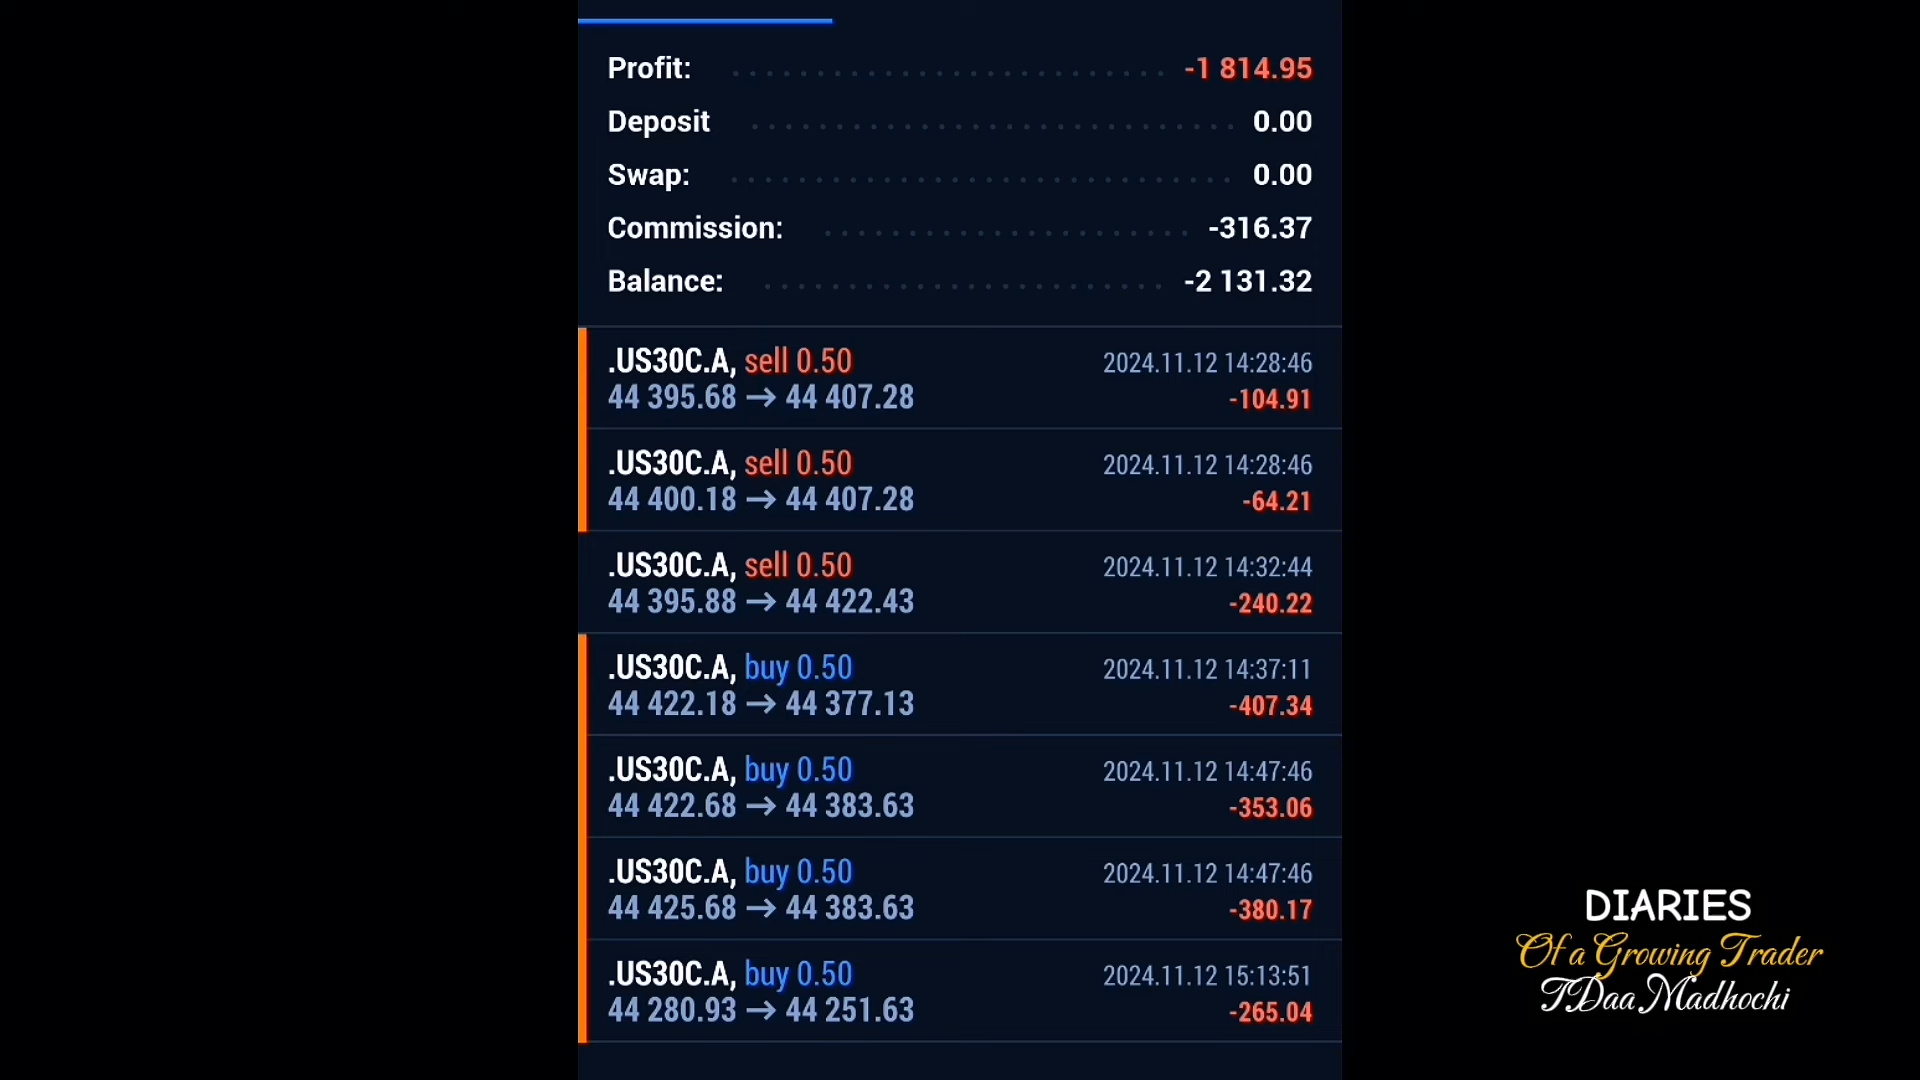 Profit: -1 814.95
Deposit 0.00
Swap: 0.00
Commission: -316.37
Balance: -2 131.32
.US30C.A, sell 0.50 2024.11.12 14:28:46
44 395.68 → 44 407.28 -104.91
.US30C.A, sell 0.50 2024.11.12 14:28:46
44 400.18 → 44 407.28 -64.21
.US30C.A, sell 0.50 2024.11.12 14:32:44
44 395.88 → 44 422.43 -240.22
.US30C.A, buy 0.50 2024.11.12 14:37:11
44 422.18 → 44 377.13 -407.34
.US30C.A, buy 0.50 2024.11.12 14:47:46
44 422.68 → 44 383.63 -353.06
.US30C.A, buy 0.50 2024.11.12 14:47:46
44 425.68 → 44 383.63 -380.17
.US30C.A, buy 0.50 2024.11.12 15:13:51
44 280.93 → 44 251.63 -265.04
DIARIES
Of a Growing Trader
TDaa Madhochi